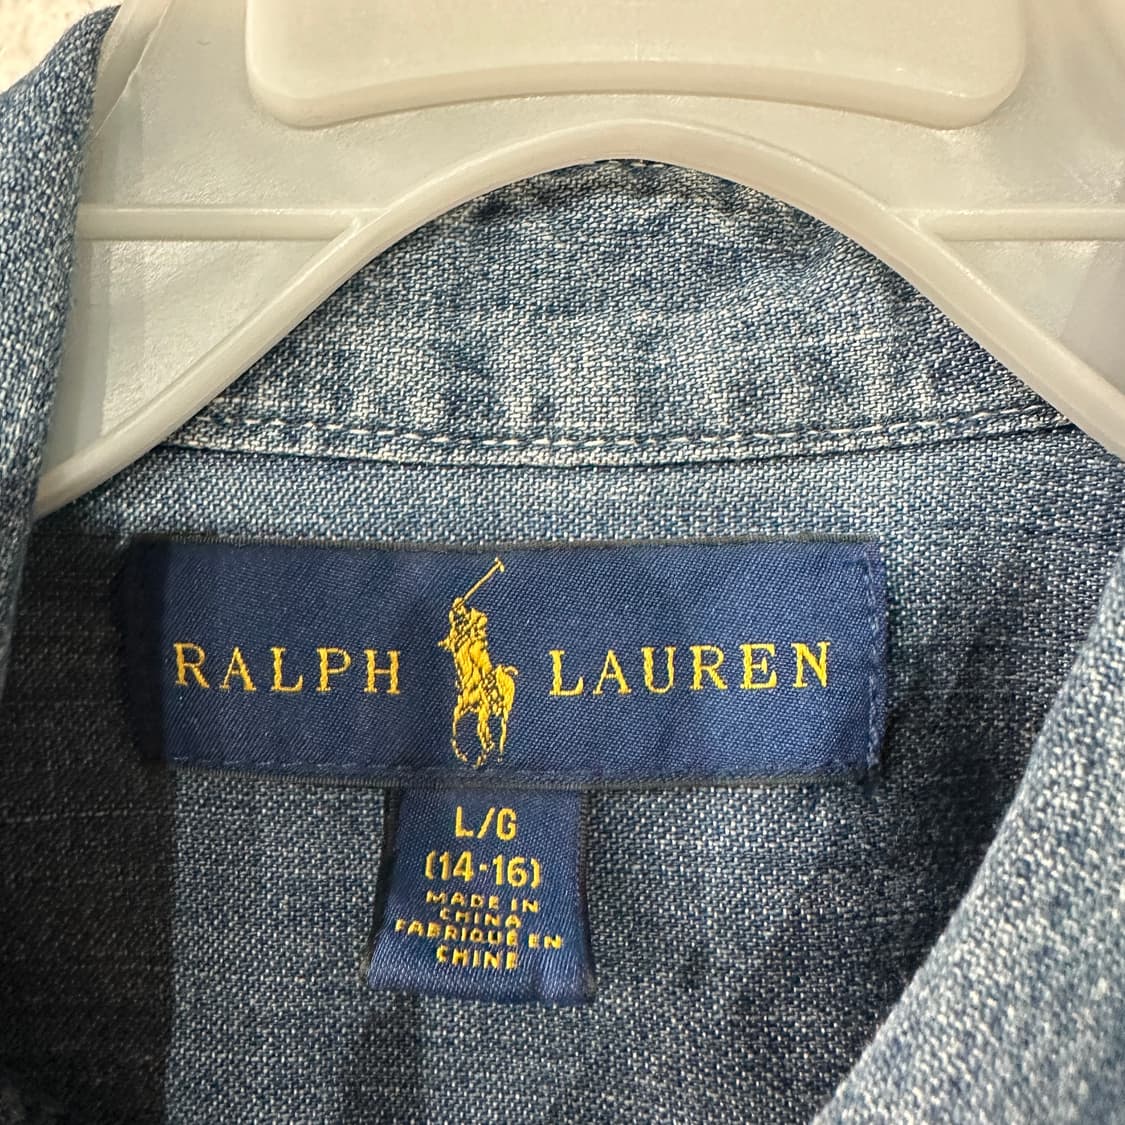 RALPH LAUREN
L/G
(14-16)
MADE IN
CHINA
FABRIQUÉ EN
CHINE